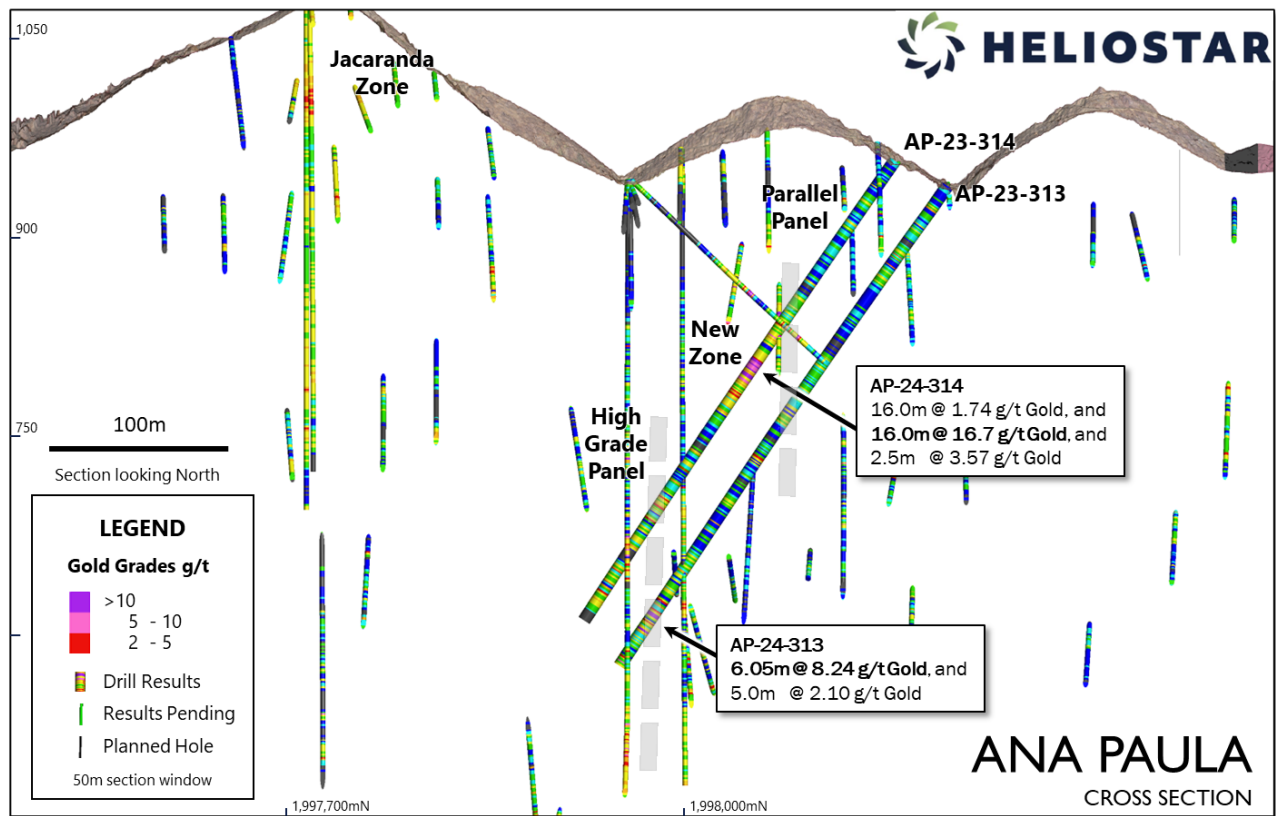 1,050
HELIOSTAR
Jacaranda
Zone
AP-23-314
AP-23-313
Parallel
Panel
900
New
Zone
AP-24-314
16.0m @ 1.74 g/t Gold, and
16.0m @ 16.7 g/t Gold, and
2.5m @ 3.57 g/t Gold
High
Grade
Panel
750
100m
Section looking North
LEGEND
Gold Grades g/t
>10
5 - 10
2 - 5
Drill Results
Results Pending
Planned Hole
50m section window
AP-24-313
6.05m @ 8.24 g/t Gold, and
5.0m @ 2.10 g/t Gold
ANA PAULA
CROSS SECTION
1,997,700mN
1,998,000mN